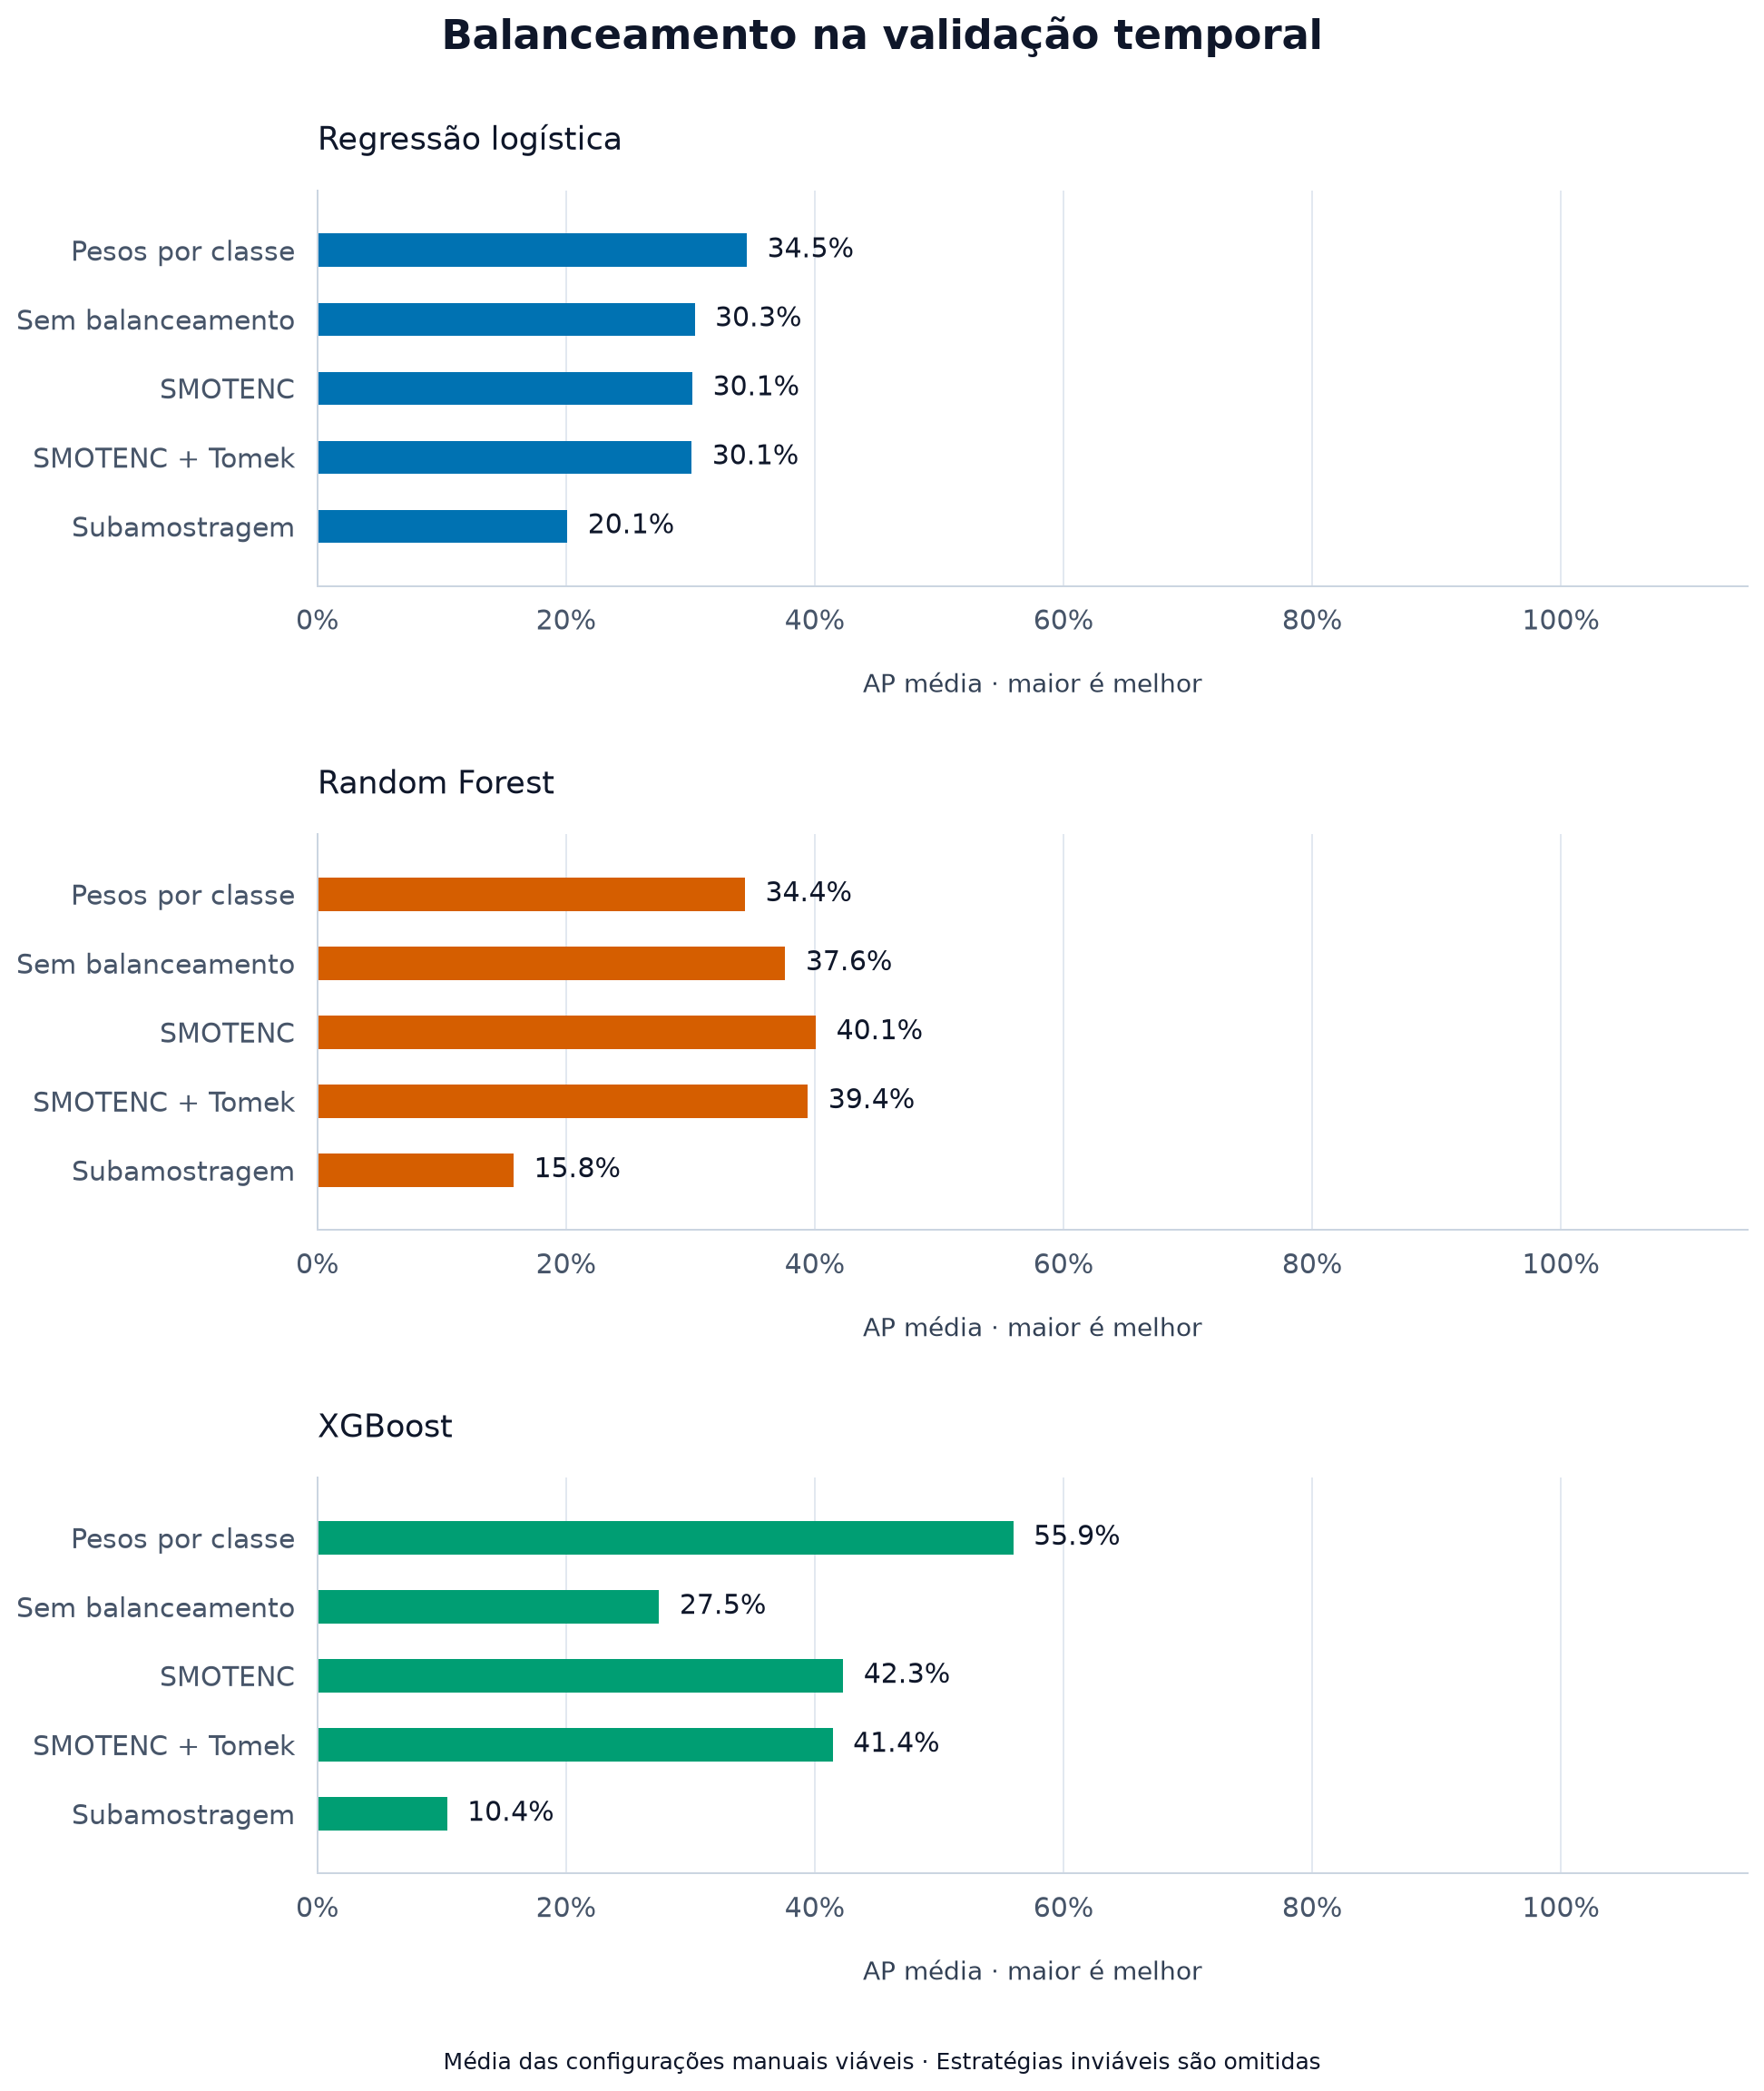 Balanceamento na validação temporal
Regressão logística
Pesos por classe 34.5%
Sem balanceamento 30.3%
SMOTENC 30.1%
SMOTENC + Tomek 30.1%
Subamostragem 20.1%
0% 20% 40% 60% 80% 100%
AP média · maior é melhor
Random Forest
Pesos por classe 34.4%
Sem balanceamento 37.6%
SMOTENC 40.1%
SMOTENC + Tomek 39.4%
Subamostragem 15.8%
0% 20% 40% 60% 80% 100%
AP média · maior é melhor
XGBoost
Pesos por classe 55.9%
Sem balanceamento 27.5%
SMOTENC 42.3%
SMOTENC + Tomek 41.4%
Subamostragem 10.4%
0% 20% 40% 60% 80% 100%
AP média · maior é melhor
Média das configurações manuais viáveis · Estratégias inviáveis são omitidas